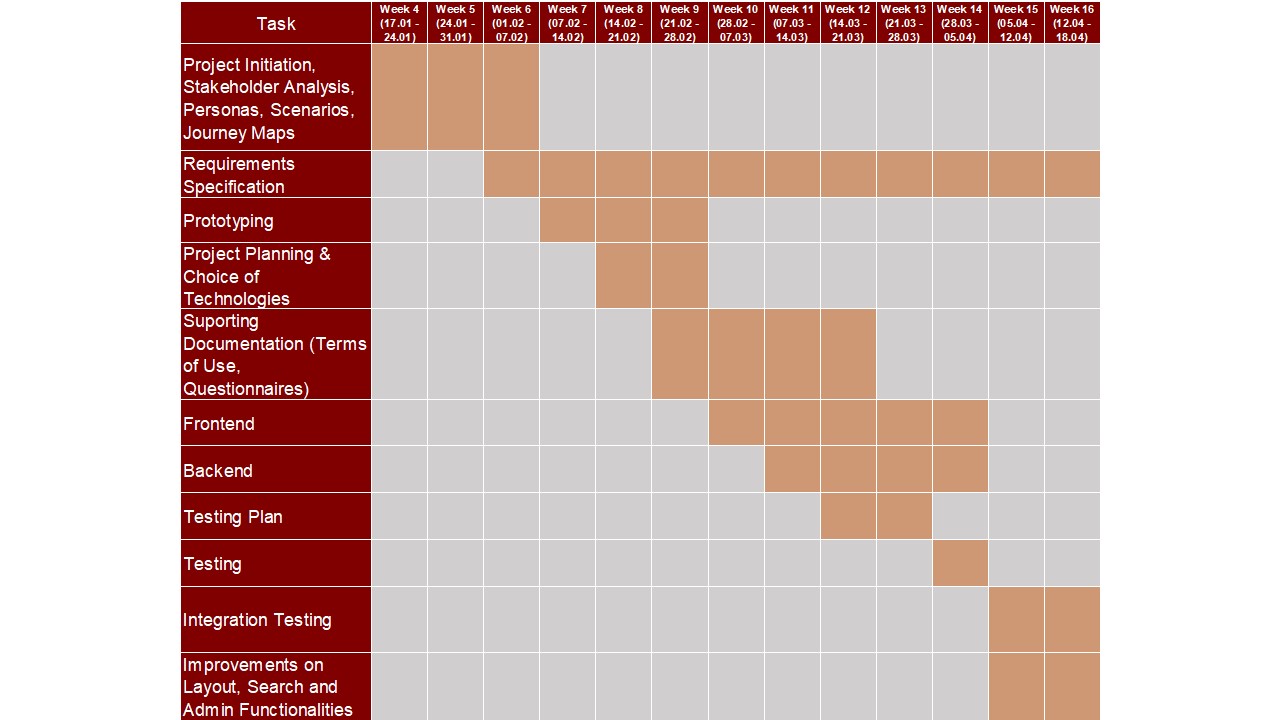 Task
Week 4
(17.01 -
24.01)
Week 5
(24.01 -
31.01)
Week 6
(01.02 -
07.02)
Week 7
(07.02 -
14.02)
Week 8
(14.02 -
21.02)
Week 9
(21.02 -
28.02)
Week 10
(28.02 -
07.03)
Week 11
(07.03 -
14.03)
Week 12
(14.03 -
21.03)
Week 13
(21.03 -
28.03)
Week 14
(28.03 -
05.04)
Week 15
(05.04 -
12.04)
Week 16
(12.04 -
18.04)
Project Initiation,
Stakeholder Analysis,
Personas, Scenarios,
Journey Maps
Requirements
Specification
Prototyping
Project Planning &
Choice of
Technologies
Suporting
Documentation (Terms
of Use,
Questionnaires)
Frontend
Backend
Testing Plan
Testing
Integration Testing
Improvements on
Layout, Search and
Admin Functionalities